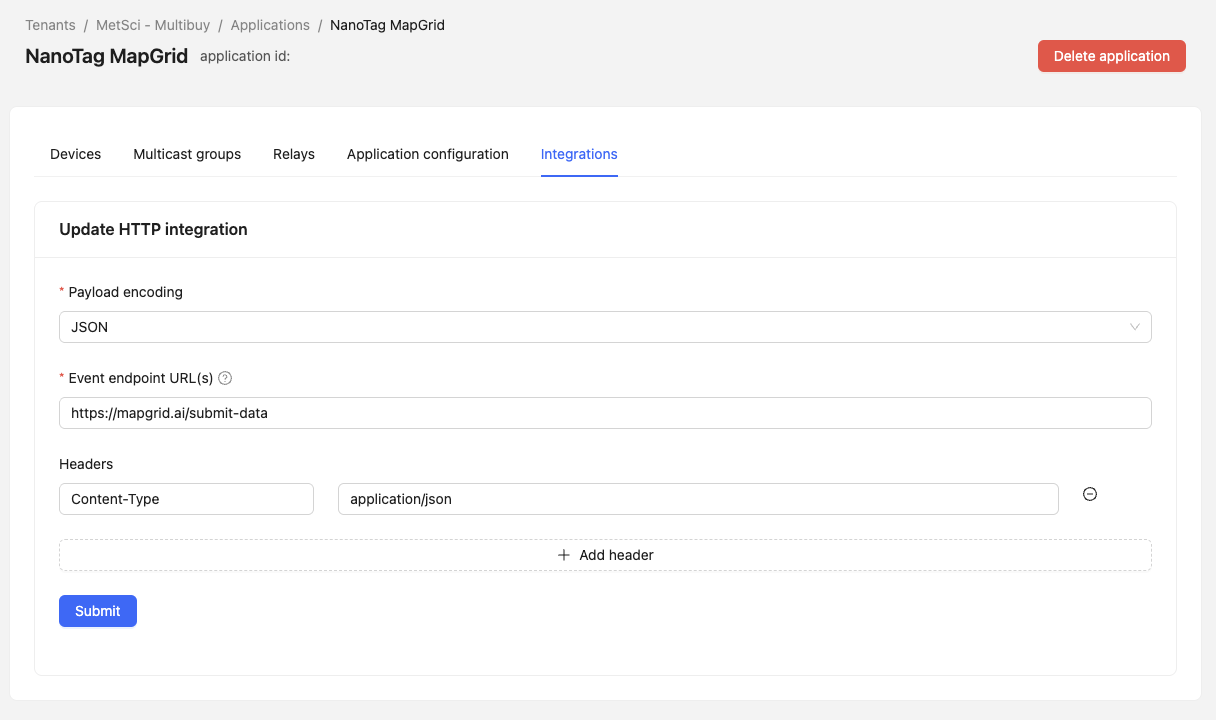 Tenants / MetSci - Multibuy / Applications / NanoTag MapGrid
NanoTag MapGrid application id:
Delete application
Devices Multicast groups Relays Application configuration Integrations
Update HTTP integration
* Payload encoding
JSON
* Event endpoint URL(s) ?
https://mapgrid.ai/submit-data
Headers
Content-Type application/json
+ Add header
Submit